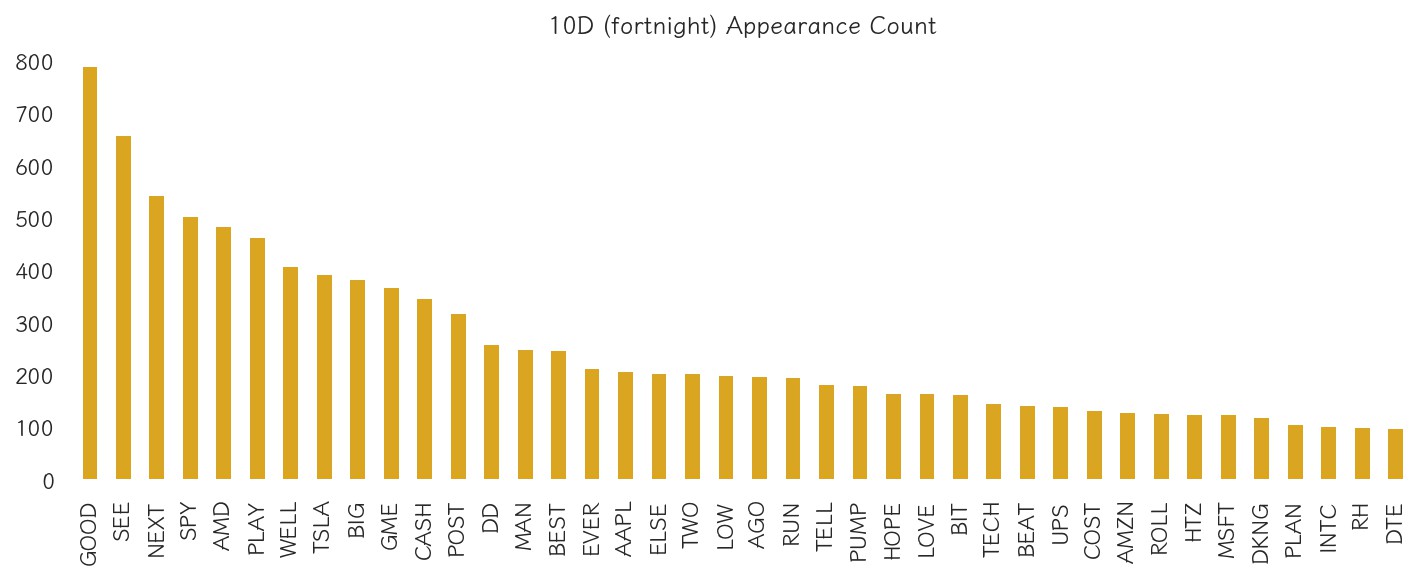 10D (fortnight) Appearance Count
800
700
600
500
400
300
200
100
0
GOOD
SEE
NEXT
SPY
AMD
PLAY
WELL
TSLA
BIG
GME
CASH
POST
DD
MAN
BEST
EVER
AAPL
ELSE
TWO
LOW
AGO
RUN
TELL
PUMP
HOPE
LOVE
BIT
TECH
BEAT
UPS
COST
AMZN
ROLL
HTZ
MSFT
DKNG
PLAN
INTC
RH
DTE